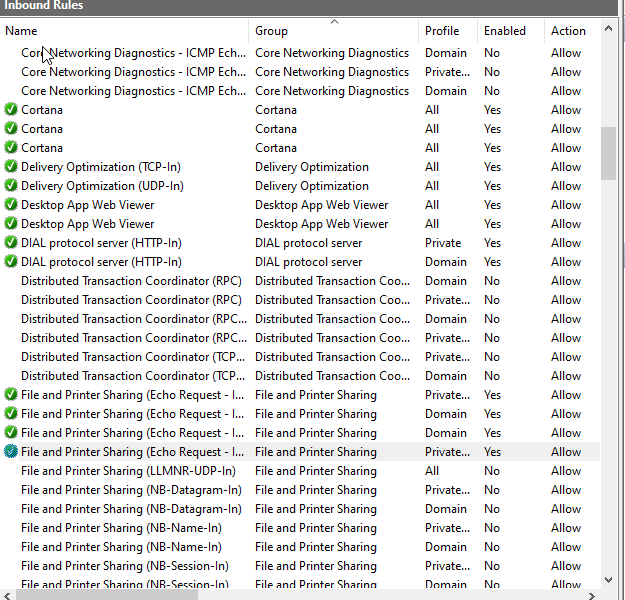 Inbound Rules
Name Group Profile Enabled Action
Core Networking Diagnostics - ICMP Ech... Core Networking Diagnostics Domain No Allow
Core Networking Diagnostics - ICMP Ech... Core Networking Diagnostics Private... No Allow
Core Networking Diagnostics - ICMP Ech... Core Networking Diagnostics Domain No Allow
Cortana Cortana All Yes Allow
Cortana Cortana All Yes Allow
Cortana Cortana All Yes Allow
Delivery Optimization (TCP-In) Delivery Optimization All Yes Allow
Delivery Optimization (UDP-In) Delivery Optimization All Yes Allow
Desktop App Web Viewer Desktop App Web Viewer All Yes Allow
Desktop App Web Viewer Desktop App Web Viewer All Yes Allow
DIAL protocol server (HTTP-In) DIAL protocol server Private Yes Allow
DIAL protocol server (HTTP-In) DIAL protocol server Domain Yes Allow
Distributed Transaction Coordinator (RPC) Distributed Transaction Coo... Domain No Allow
Distributed Transaction Coordinator (RPC) Distributed Transaction Coo... Private... No Allow
Distributed Transaction Coordinator (RPC... Distributed Transaction Coo... Domain No Allow
Distributed Transaction Coordinator (RPC... Distributed Transaction Coo... Private... No Allow
Distributed Transaction Coordinator (TCP... Distributed Transaction Coo... Private... No Allow
Distributed Transaction Coordinator (TCP... Distributed Transaction Coo... Domain No Allow
File and Printer Sharing (Echo Request - I... File and Printer Sharing Private... Yes Allow
File and Printer Sharing (Echo Request - I... File and Printer Sharing Domain Yes Allow
File and Printer Sharing (Echo Request - I... File and Printer Sharing Domain Yes Allow
File and Printer Sharing (Echo Request - I... File and Printer Sharing Private... Yes Allow
File and Printer Sharing (LLMNR-UDP-In) File and Printer Sharing All No Allow
File and Printer Sharing (NB-Datagram-In) File and Printer Sharing Private... No Allow
File and Printer Sharing (NB-Datagram-In) File and Printer Sharing Domain No Allow
File and Printer Sharing (NB-Name-In) File and Printer Sharing Private... No Allow
File and Printer Sharing (NB-Name-In) File and Printer Sharing Domain No Allow
File and Printer Sharing (NB-Session-In) File and Printer Sharing Private... No Allow
File and Printer Sharing (NB-Session-In) File and Printer Sharing Domain No Allow